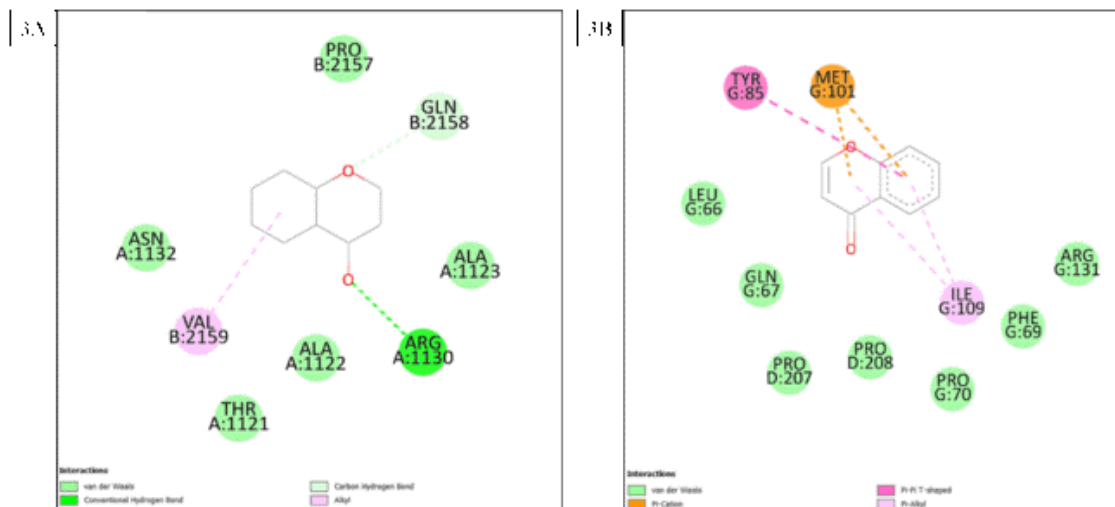 3A
PRO
B:2157
GLN
B:2158
O
ASN
A:1132
ALA
A:1123
O
VAL
B:2159
ALA
A:1122
ARG
A:1130
THR
A:1121
Interactions
van der Waals
Conventional Hydrogen Bond
Carbon Hydrogen Bond
Alkyl
3B
TYR
G:85
MET
G:101
O
LEU
G:66
O
GLN
G:67
ARG
G:131
ILE
G:109
PHE
G:69
PRO
D:207
PRO
D:208
PRO
G:70
Interactions
van der Waals
Pi-Cation
Pi-Pi T-shaped
Pi-Alkyl